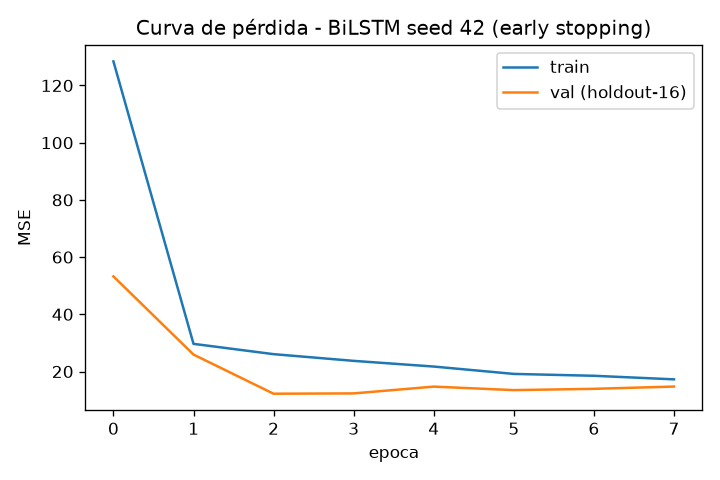 Curva de pérdida - BiLSTM seed 42 (early stopping)
train
val (holdout-16)
120
100
80
60
40
20
MSE
0 1 2 3 4 5 6 7
epoca